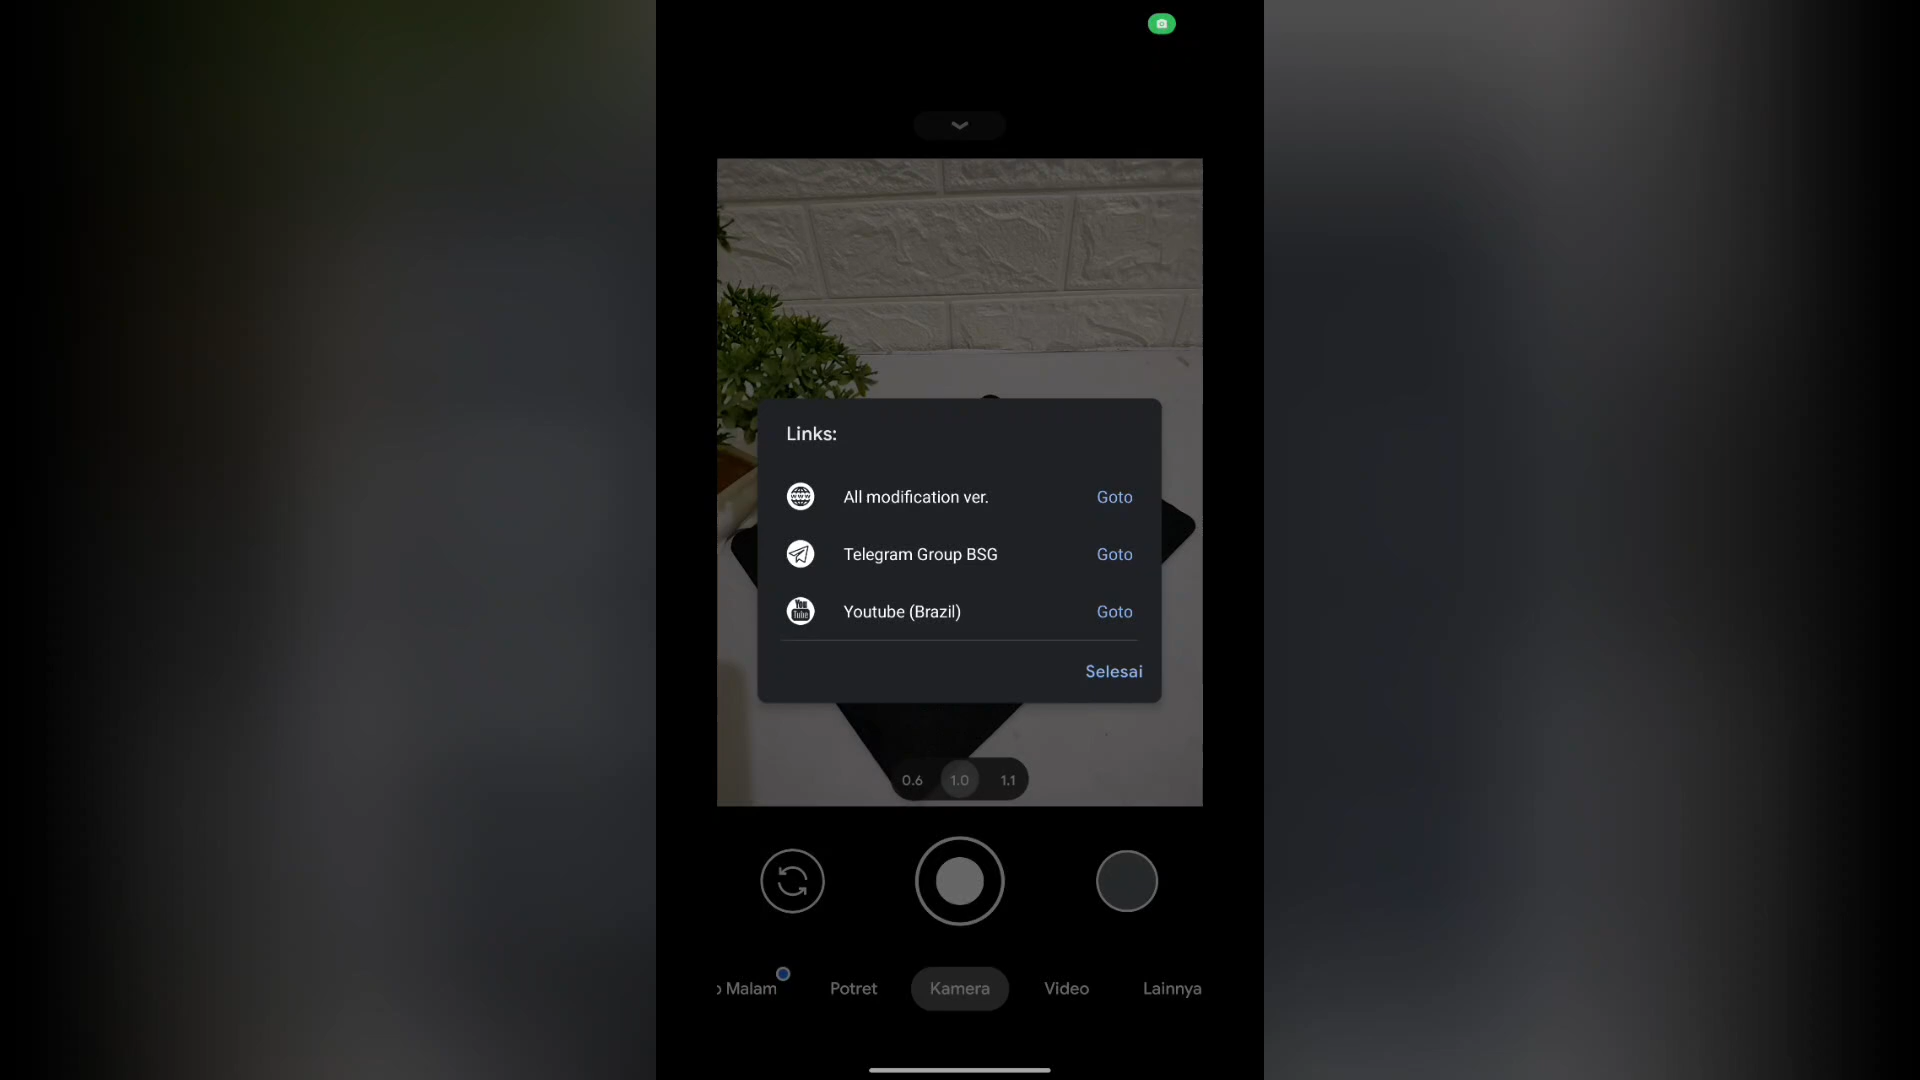 Links:
All modification ver. Goto
Telegram Group BSG Goto
Youtube (Brazil) Goto
Selesai
0.6 1.0 1.1
o Malam Potret Kamera Video Lainnya